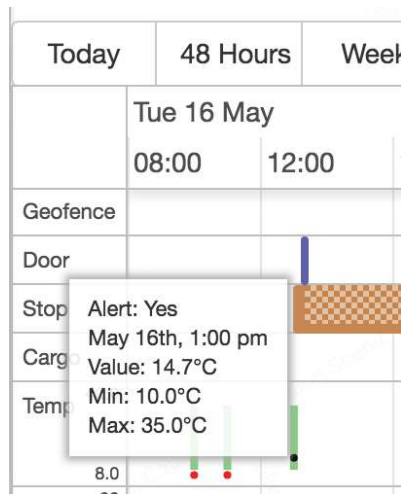 Today 48 Hours Week
Tue 16 May
08:00 12:00
Geofence
Door
Stop
Alert: Yes
May 16th, 1:00 pm
Value: 14.7°C
Min: 10.0°C
Max: 35.0°C
Cargo
Temp
8.0